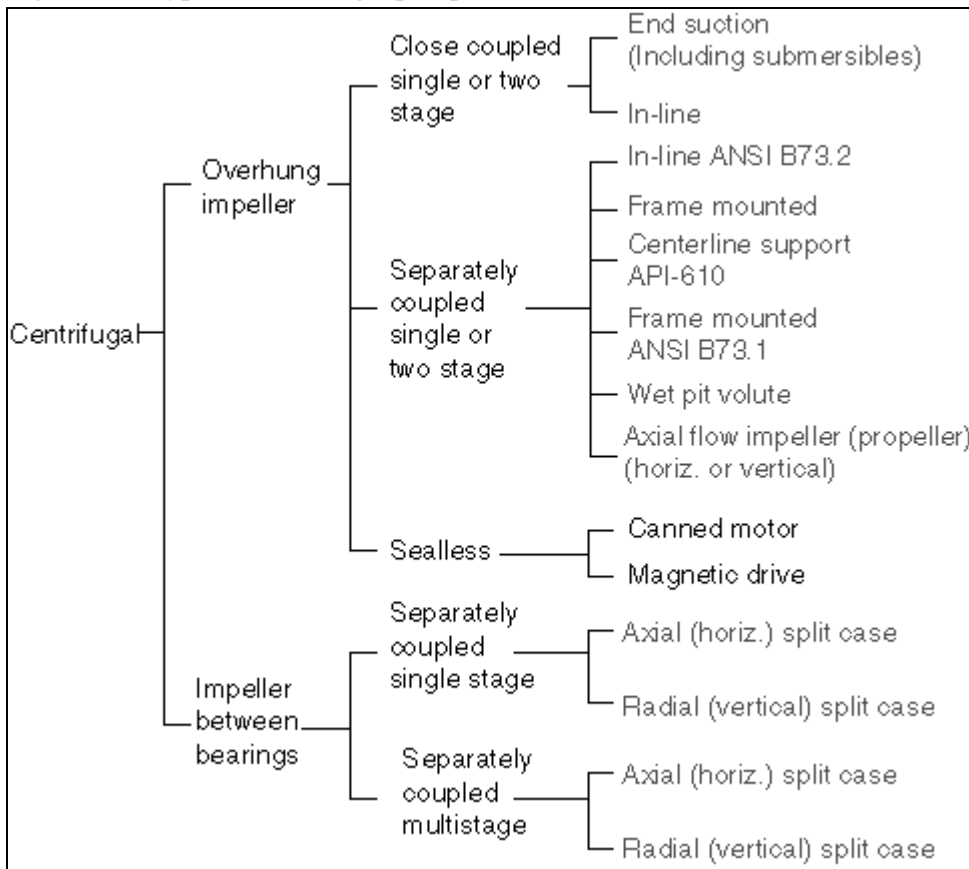 Close coupled
single or two
stage
End suction
(Including submersibles)
In-line
Overhung
impeller
In-line ANSI B73.2
Frame mounted
Centerline support
API-610
Separately
coupled
single or
two stage
Frame mounted
ANSI B73.1
Wet pit volute
Axial flow impeller (propeller)
(horiz. or vertical)
Centrifugal
Sealless
Canned motor
Magnetic drive
Impeller
between
bearings
Separately
coupled
single stage
Axial (horiz.) split case
Radial (vertical) split case
Separately
coupled
multistage
Axial (horiz.) split case
Radial (vertical) split case